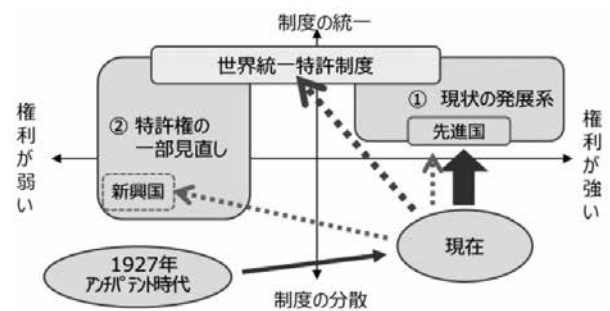 制度の統一
世界統一特許制度
① 現状の発展系
先進国
② 特許権の
一部見直し
新興国
権利が弱い
権利が強い
現在
1927年
アンチパテント時代
制度の分散